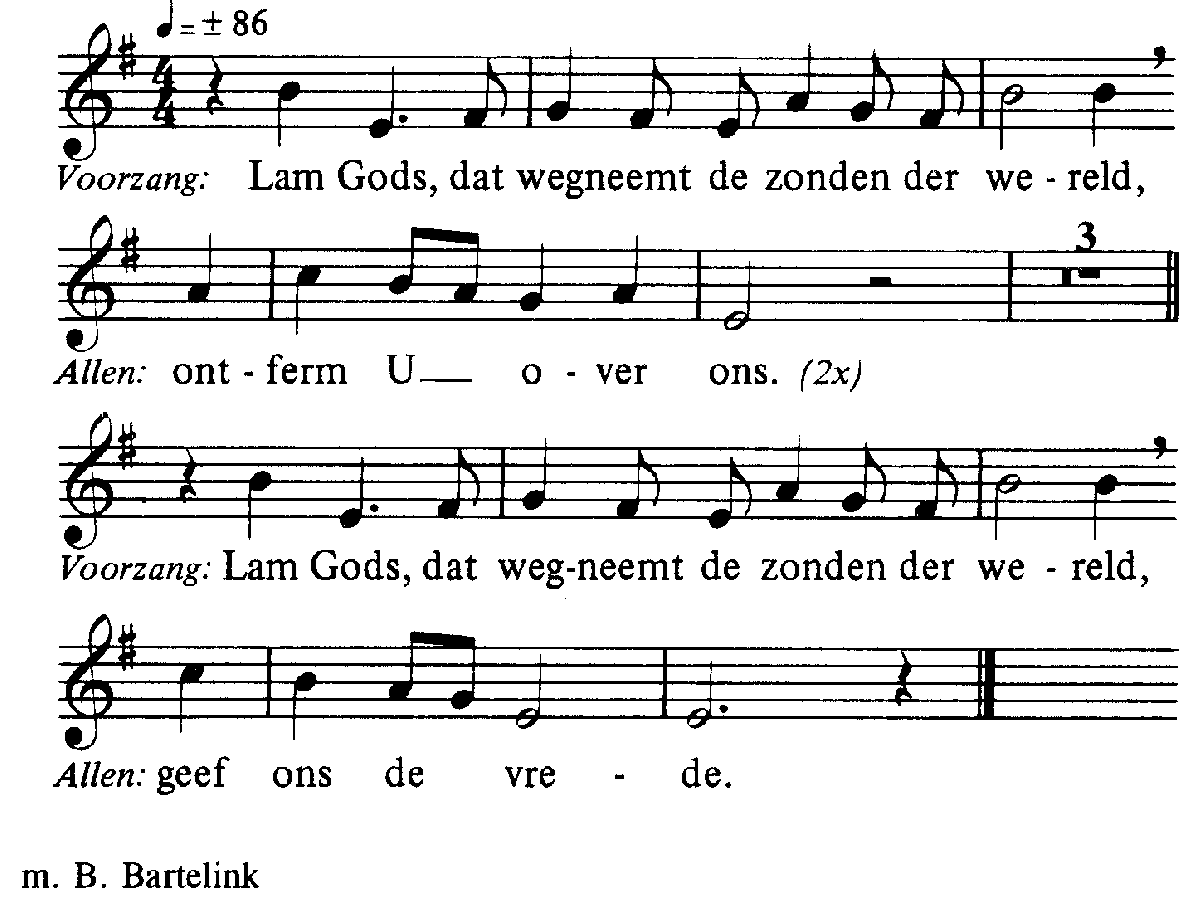 ♩ = ± 86
Voorzang: Lam Gods, dat wegneemt de zonden der we - reld,
3
Allen: ont - ferm U__ o - ver ons. (2x)
Voorzang: Lam Gods, dat weg-neemt de zonden der we - reld,
Allen: geef ons de vre - de.
m. B. Bartelink